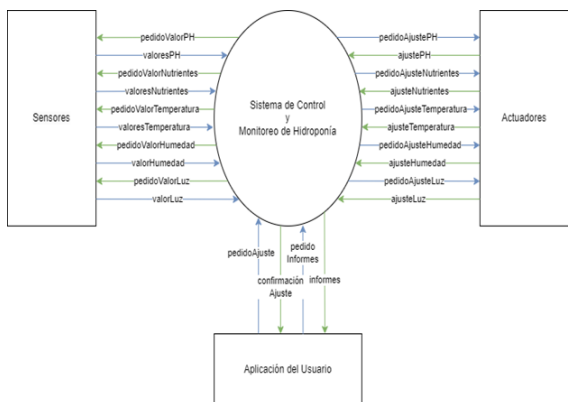 pedidoValorPH
valoresPH
pedidoValorNutrientes
valoresNutrientes
pedidoValorTemperatura
valoresTemperatura
pedidoValorHumedad
valorHumedad
pedidoValorLuz
valorLuz
Sensores
Sistema de Control
y
Monitoreo de Hidroponía
pedidoAjustePH
ajustePH
pedidoAjusteNutrientes
ajusteNutrientes
pedidoAjusteTemperatura
ajusteTemperatura
pedidoAjusteHumedad
ajusteHumedad
pedidoAjusteLuz
ajusteLuz
Actuadores
pedidoAjuste
confirmación
Ajuste
pedido
Informes
informes
Aplicación del Usuario